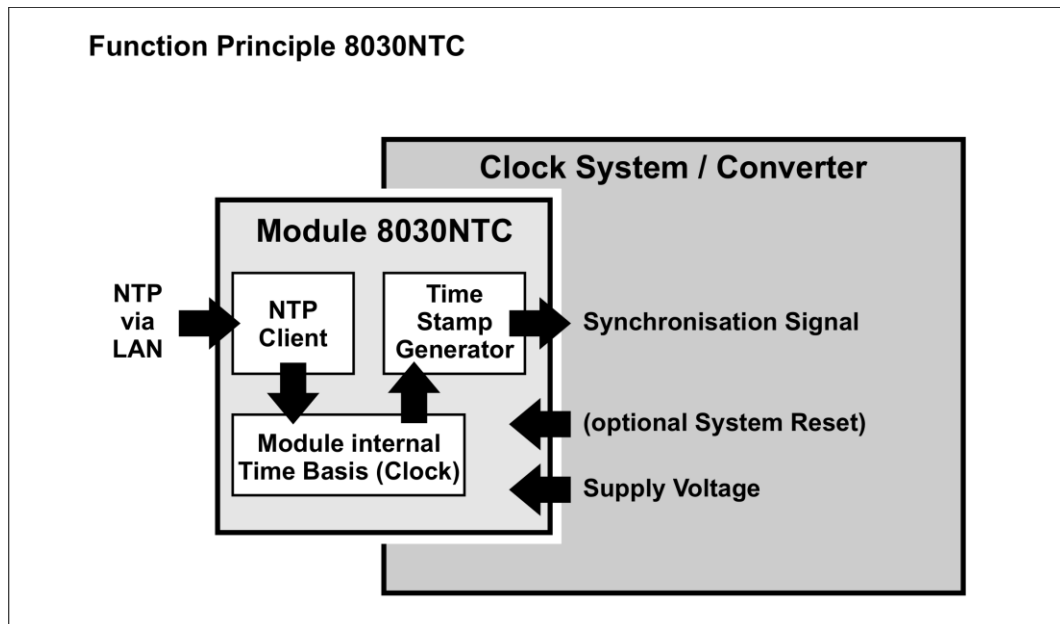 Function Principle 8030NTC
Clock System / Converter
Module 8030NTC
NTP
via
LAN
NTP
Client
Time
Stamp
Generator
Synchronisation Signal
Module internal
Time Basis (Clock)
(optional System Reset)
Supply Voltage